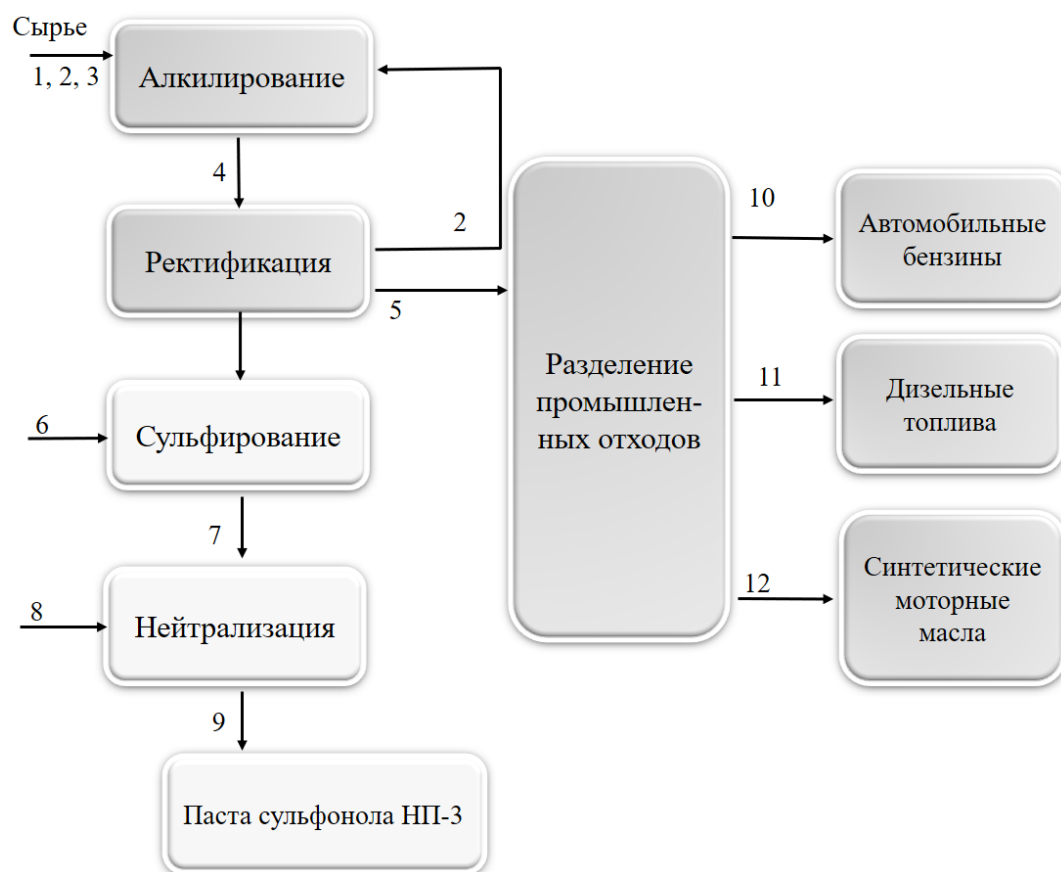 Сырье
1, 2, 3
Алкилирование
4
2
Ректификация
5
6
Сульфирование
7
8
Нейтрализация
9
Паста сульфонола НП-3
Разделение
промышлен-
ных отходов
10
Автомобильные
бензины
11
Дизельные
топлива
12
Синтетические
моторные
масла